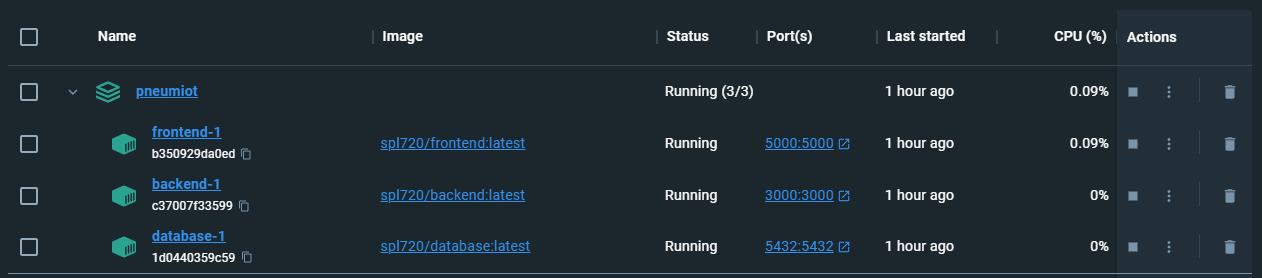 Name Image Status Port(s) Last started CPU (%) Actions
pneumiot Running (3/3) 1 hour ago 0.09%
frontend-1
b350929da0ed spl720/frontend:latest Running 5000:5000 1 hour ago 0.09%
backend-1
c37007f33599 spl720/backend:latest Running 3000:3000 1 hour ago 0%
database-1
1d0440359c59 spl720/database:latest Running 5432:5432 1 hour ago 0%